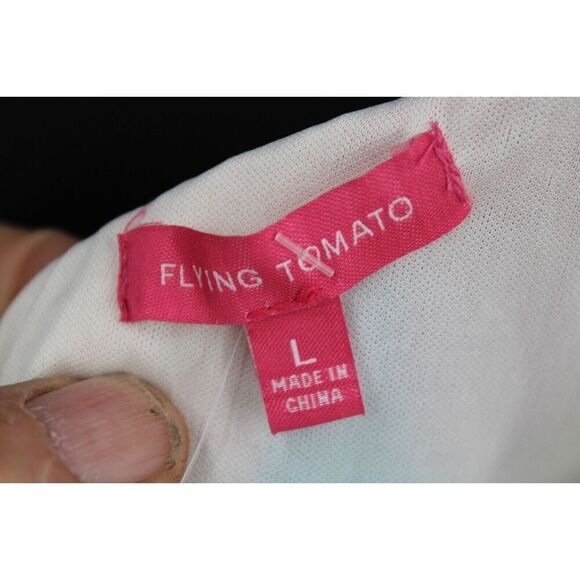 FLYING TOMATO
L
MADE IN
CHINA